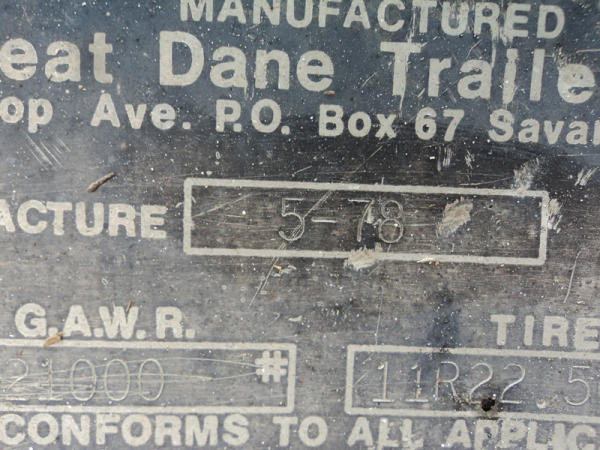 MANUFACTURED
eat Dane Traile
op Ave. P.O. Box 67 Savan
ACTURE 5-78
G.A.W.R. TIRE
21000 # 11R22.5
CONFORMS TO ALL APPLIC